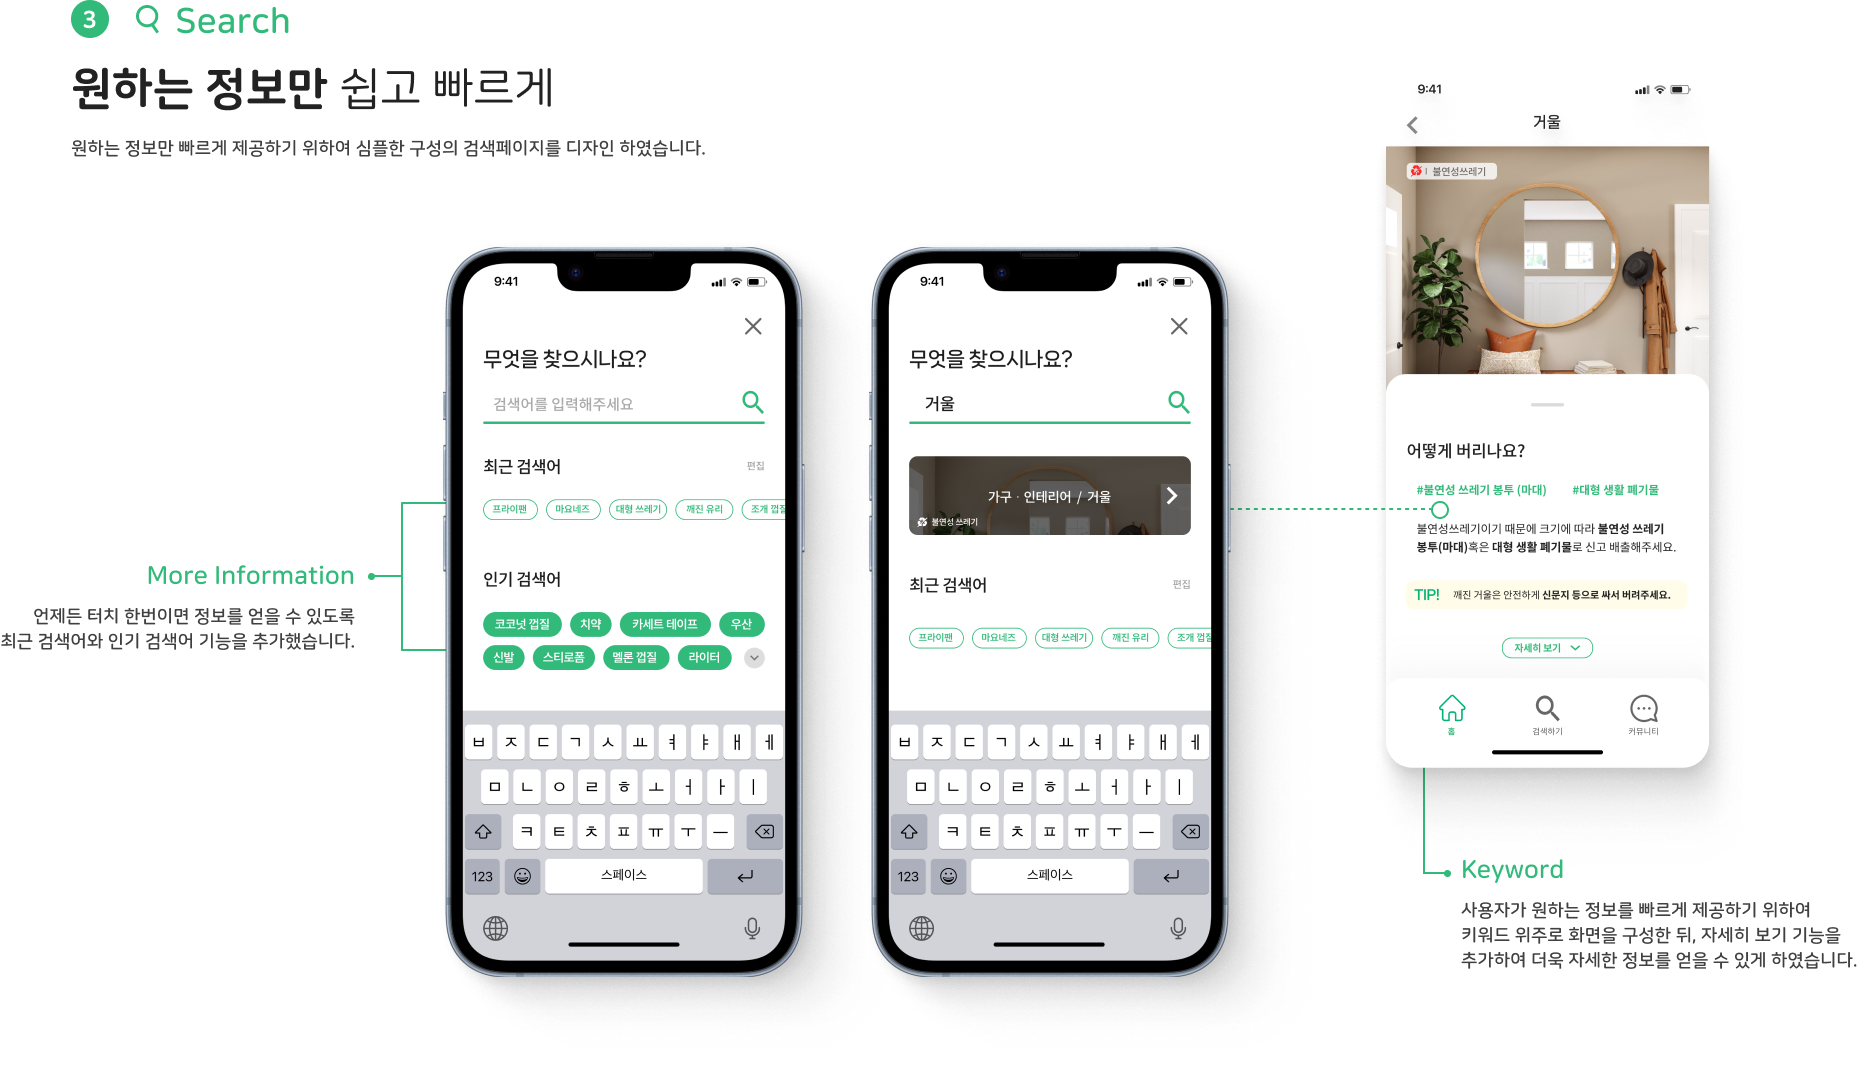 3 Search
원하는 정보만 쉽고 빠르게
원하는 정보만 빠르게 제공하기 위하여 심플한 구성의 검색페이지를 디자인 하였습니다.
More Information
언제든 터치 한번이면 정보를 얻을 수 있도록
최근 검색어와 인기 검색어 기능을 추가했습니다.
9:41
무엇을 찾으시나요?
검색어를 입력해주세요
최근 검색어 편집
프라이팬 마요네즈 대형 쓰레기 깨진 유리 조개 껍질
인기 검색어
코코넛 껍질 치약 카세트 테이프 우산
신발 스티로폼 멜론 껍질 라이터
ㅂ ㅈ ㄷ ㄱ ㅅ ㅛ ㅕ ㅑ ㅐ ㅔ
ㅁ ㄴ ㅇ ㄹ ㅎ ㅗ ㅓ ㅏ ㅣ
ㅋ ㅌ ㅊ ㅍ ㅠ ㅜ ㅡ
123 스페이스
9:41
무엇을 찾으시나요?
거울
가구 · 인테리어 / 거울
불연성 쓰레기
최근 검색어 편집
프라이팬 마요네즈 대형 쓰레기 깨진 유리 조개 껍질
ㅂ ㅈ ㄷ ㄱ ㅅ ㅛ ㅕ ㅑ ㅐ ㅔ
ㅁ ㄴ ㅇ ㄹ ㅎ ㅗ ㅓ ㅏ ㅣ
ㅋ ㅌ ㅊ ㅍ ㅠ ㅜ ㅡ
123 스페이스
9:41
거울
불연성쓰레기
어떻게 버리나요?
#불연성 쓰레기 봉투 (마대) #대형 생활 폐기물
불연성쓰레기이기 때문에 크기에 따라 불연성 쓰레기
봉투(마대)혹은 대형 생활 폐기물로 신고 배출해주세요.
TIP! 깨진 거울은 안전하게 신문지 등으로 싸서 버려주세요.
자세히 보기
홈 검색하기 커뮤니티
Keyword
사용자가 원하는 정보를 빠르게 제공하기 위하여
키워드 위주로 화면을 구성한 뒤, 자세히 보기 기능을
추가하여 더욱 자세한 정보를 얻을 수 있게 하였습니다.